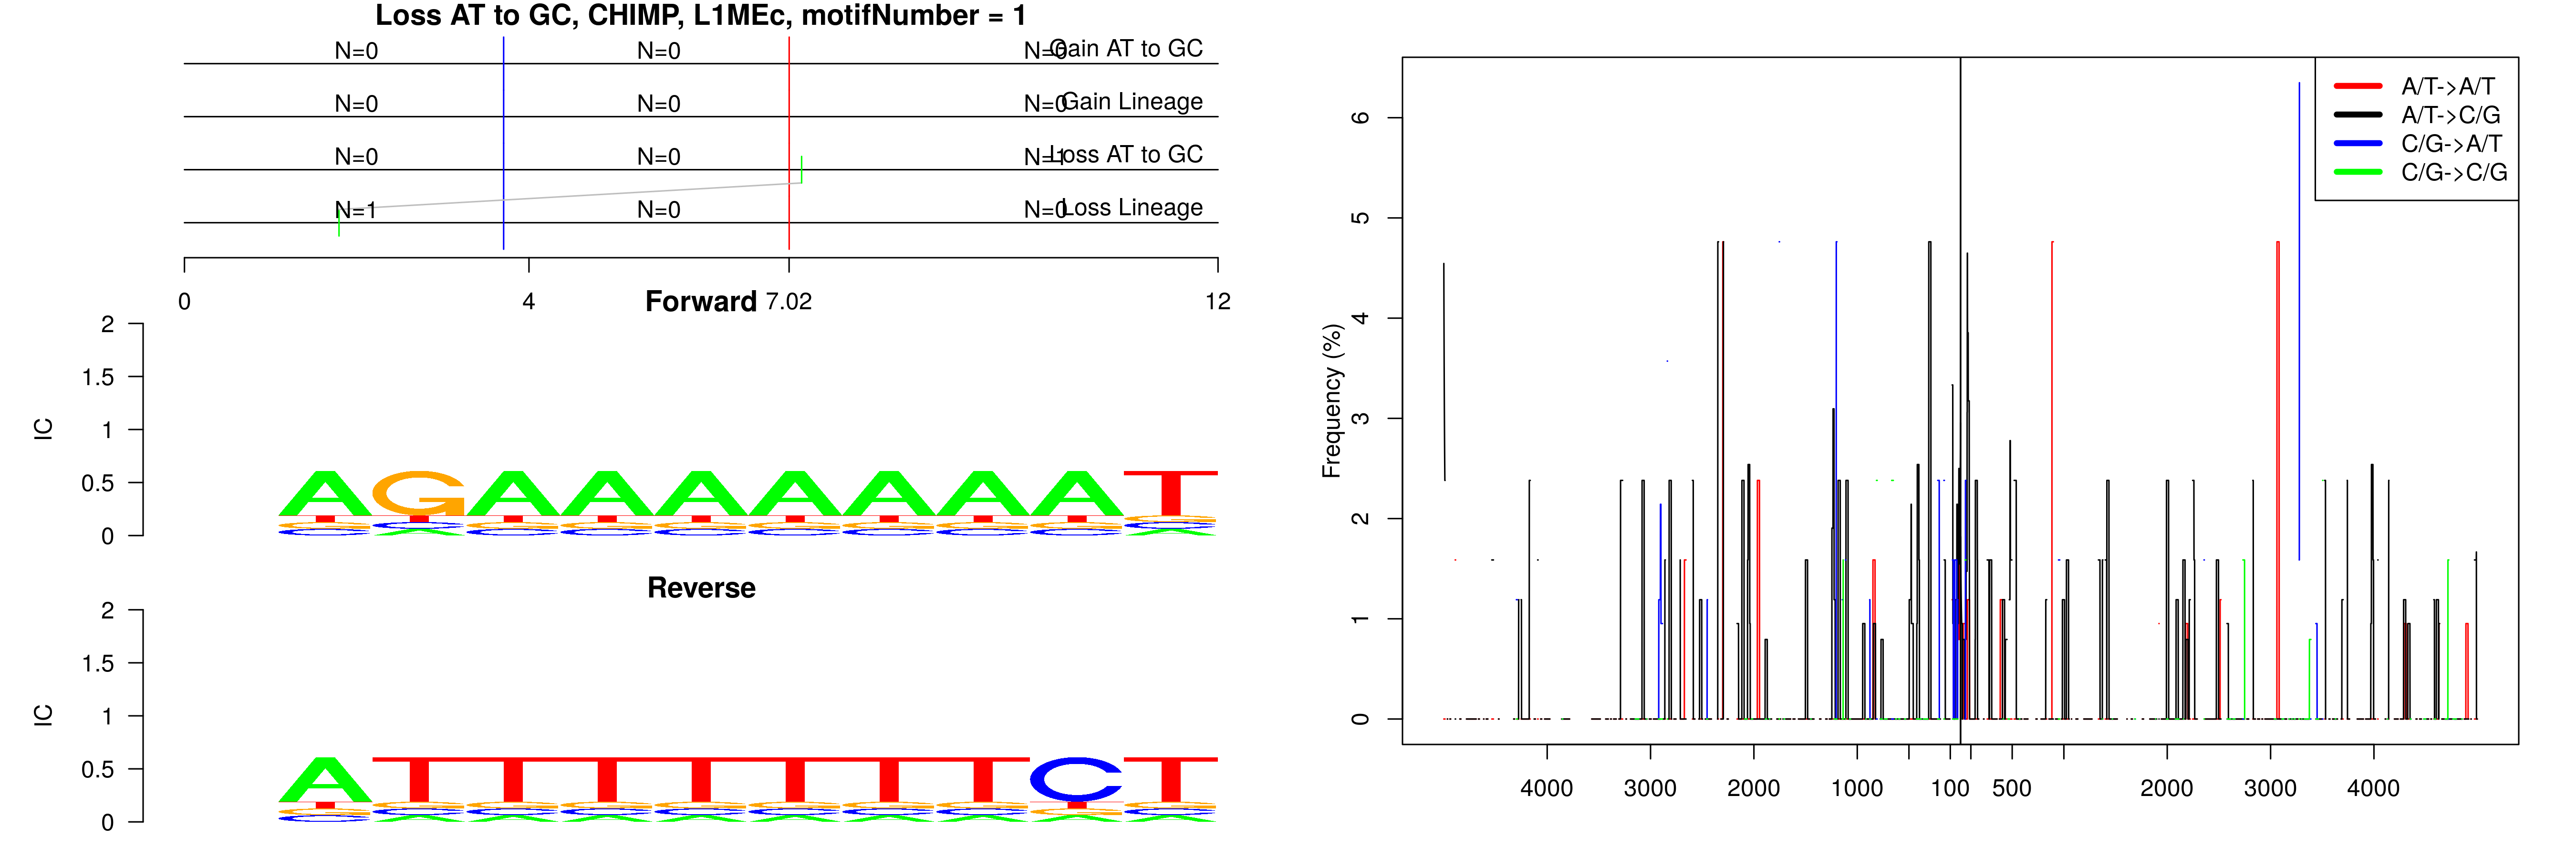 Loss AT to GC, CHIMP, L1MEc, motifNumber = 1
N=0 N=0 N=0 Gain AT to GC
N=0 N=0 N=0 Gain Lineage
N=0 N=0 N=1 Loss AT to GC
N=1 N=0 N=0 Loss Lineage
0 4 7.02 12
Forward
IC
2
1.5
1
0.5
0
AGAAAAAAAT
Reverse
IC
2
1.5
1
0.5
0
ATTTTTTTCT
Frequency (%)
6
5
4
3
2
1
0
A/T->A/T
A/T->C/G
C/G->A/T
C/G->C/G
4000 3000 2000 1000 100 500 2000 3000 4000